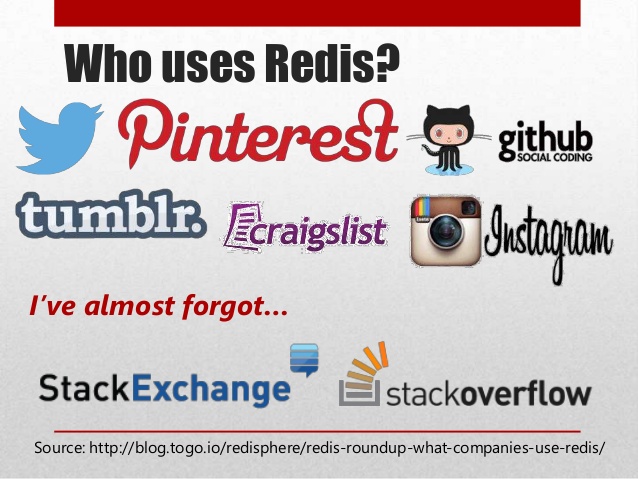 Who uses Redis?
Pinterest
github
SOCIAL CODING
tumblr.
craigslist
Instagram
I've almost forgot...
StackExchange
stackoverflow
Source: http://blog.togo.io/redisphere/redis-roundup-what-companies-use-redis/